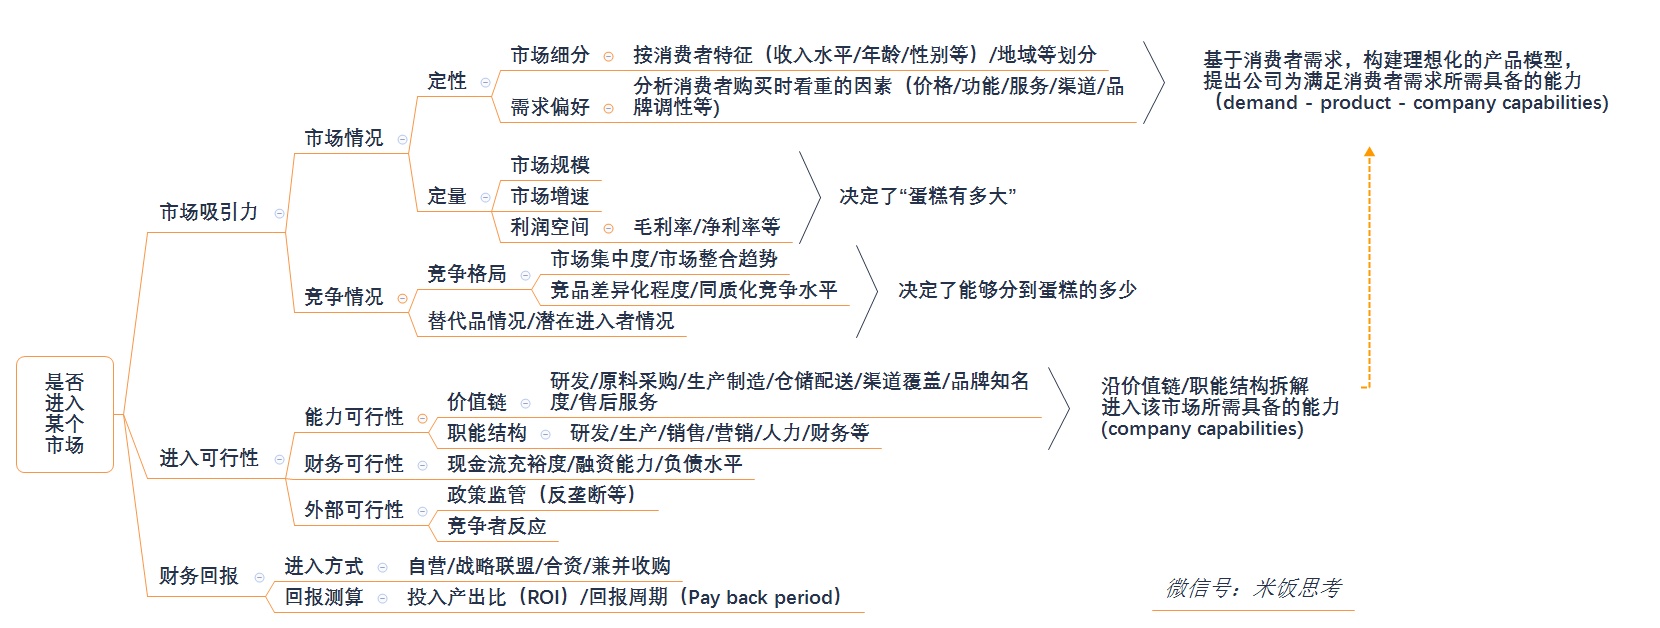 是否
进入
某个
市场
市场吸引力
市场情况
定性
市场细分
按消费者特征（收入水平/年龄/性别等）/地域等划分
需求偏好
分析消费者购买时看重的因素（价格/功能/服务/渠道/品
牌调性等)
基于消费者需求，构建理想化的产品模型，
提出公司为满足消费者需求所需具备的能力
（demand - product - company capabilities)
定量
市场规模
市场增速
利润空间
毛利率/净利率等
决定了“蛋糕有多大”
竞争情况
竞争格局
市场集中度/市场整合趋势
竞品差异化程度/同质化竞争水平
替代品情况/潜在进入者情况
决定了能够分到蛋糕的多少
进入可行性
能力可行性
价值链
研发/原料采购/生产制造/仓储配送/渠道覆盖/品牌知名
度/售后服务
职能结构
研发/生产/销售/营销/人力/财务等
沿价值链/职能结构拆解
进入该市场所需具备的能力
(company capabilities)
财务可行性
现金流充裕度/融资能力/负债水平
外部可行性
政策监管（反垄断等）
竞争者反应
财务回报
进入方式
自营/战略联盟/合资/兼并收购
回报测算
投入产出比（ROI）/回报周期（Pay back period）
微信号：米饭思考